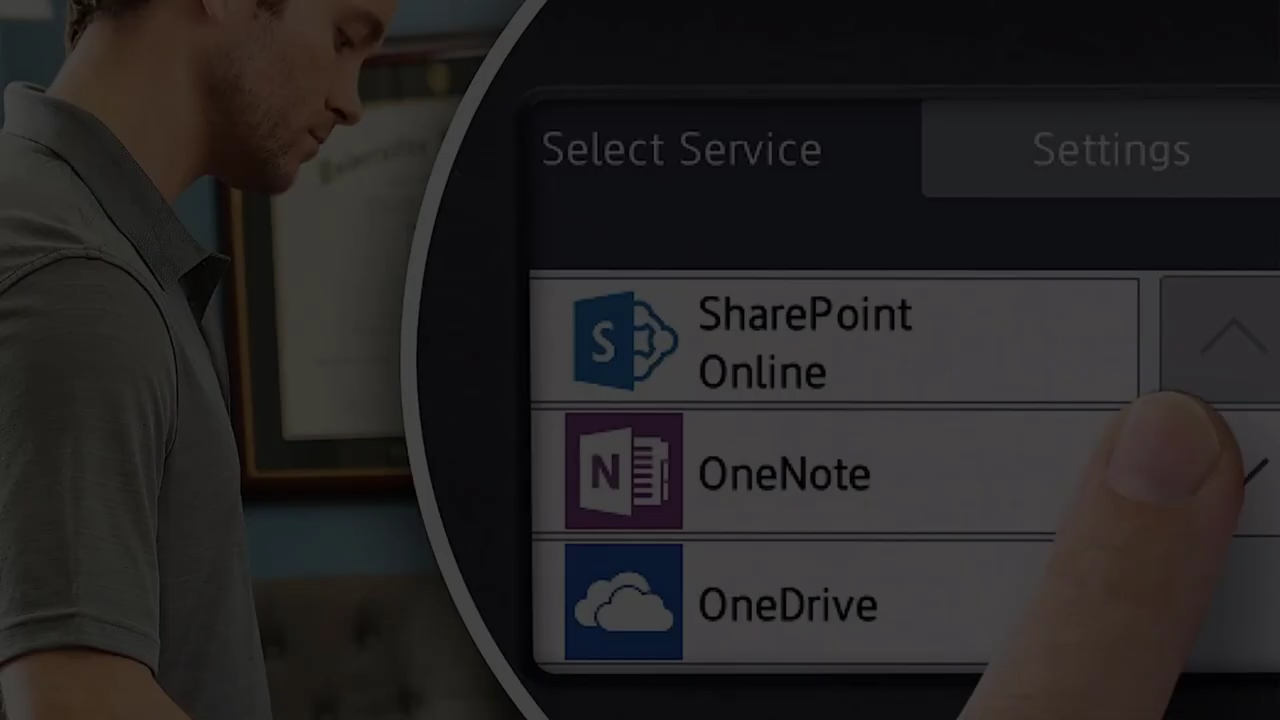 Select Service
Settings
SharePoint
Online
S
N
OneNote
OneDrive